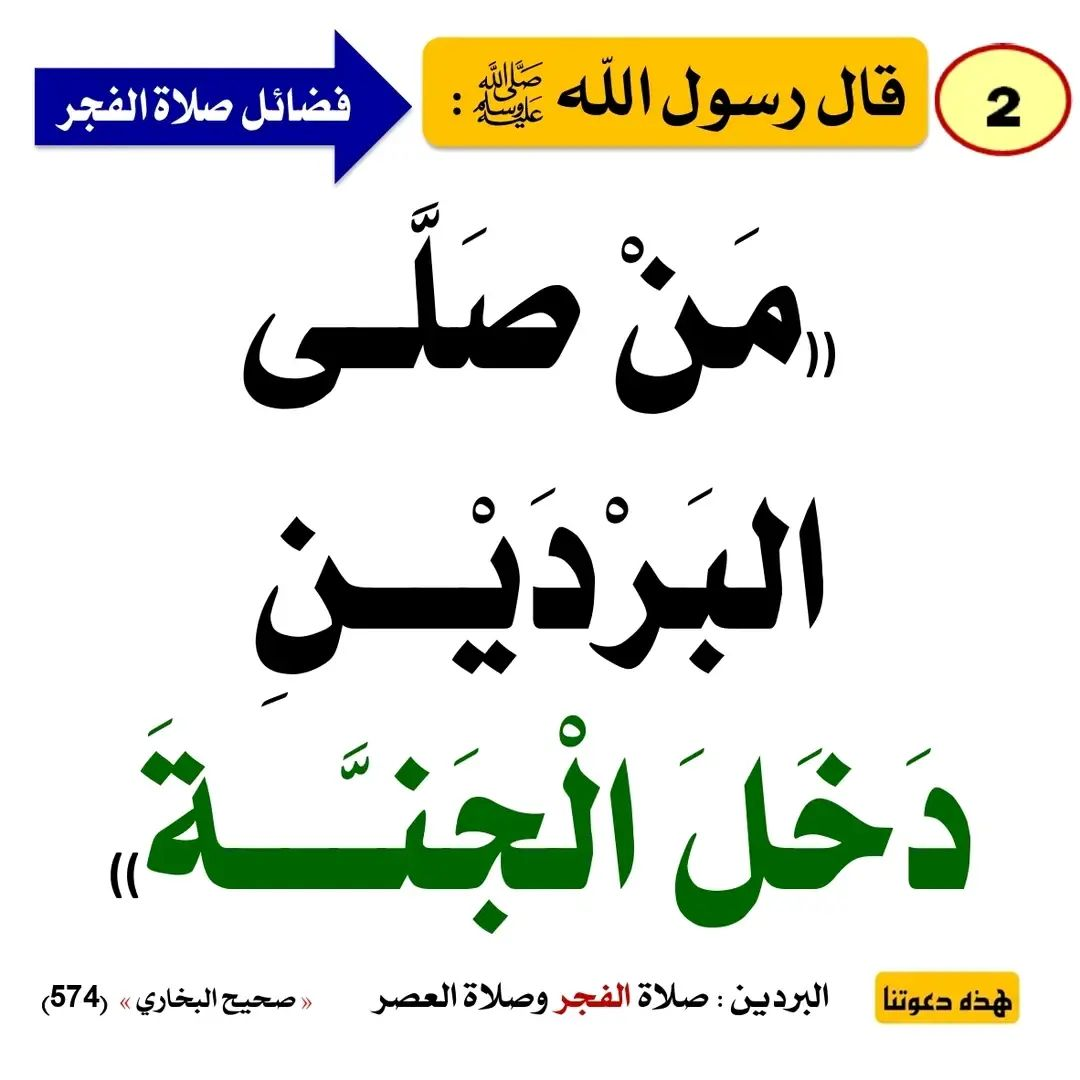 2 قال رسول الله ﷺ : فضائل صلاة الفجر
((مَنْ صَلَّى
البَرْدَيْنِ
دَخَلَ الْجَنَّةَ))
هذه دعوتنا البردين : صلاة الفجر وصلاة العصر « صحيح البخاري » (574)